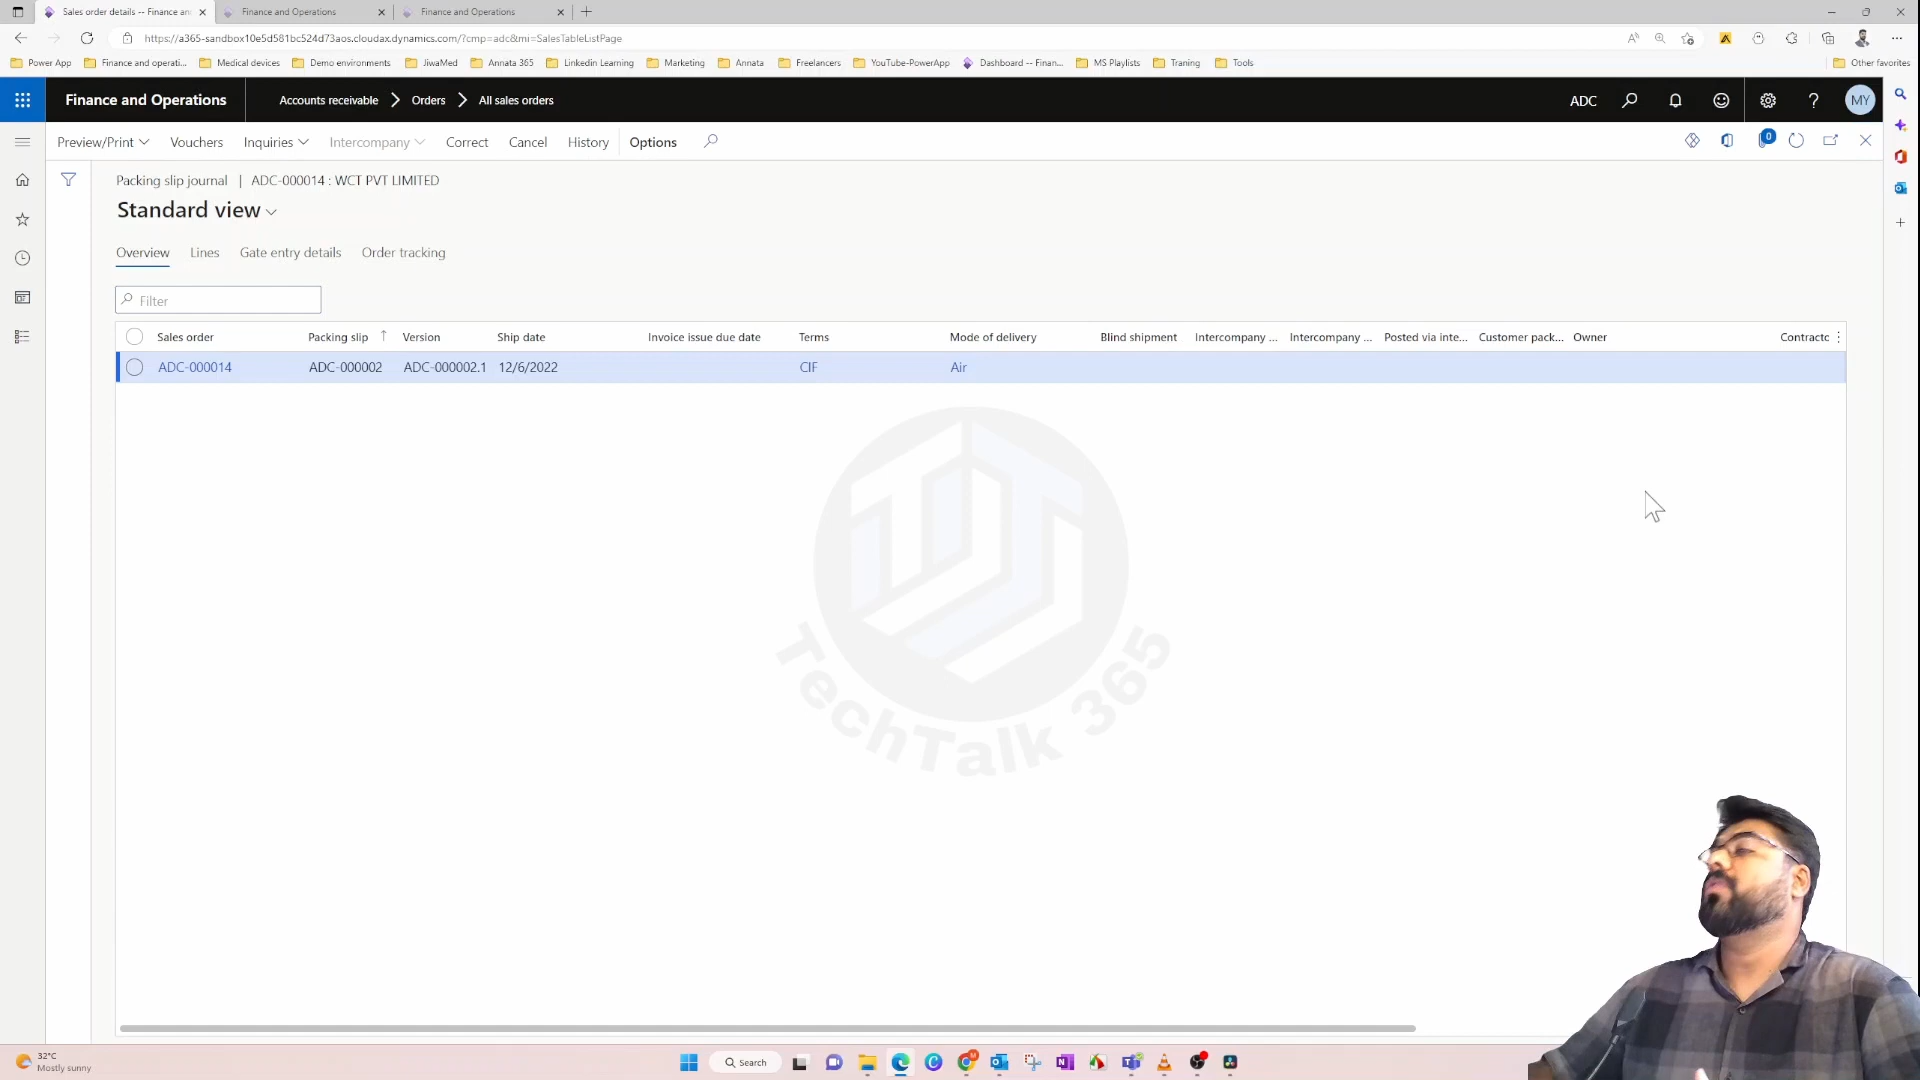 Sales order details -- Finance and
Finance and Operations
Finance and Operations
https://a365-sandbox10e5d581bc524d73aos.cloudax.dynamics.com/?cmp=adc&mi=SalesTableListPage
Power App
Finance and operati...
Medical devices
Demo environments
JiwaMed
Annata 365
Linkedin Learning
Marketing
Annata
Freelancers
YouTube-PowerApp
Dashboard -- Finan...
MS Playlists
Traning
Tools
Other favorites
Finance and Operations
Accounts receivable
Orders
All sales orders
ADC
MY
Preview/Print
Vouchers
Inquiries
Intercompany
Correct
Cancel
History
Options
0
Packing slip journal | ADC-000014 : WCT PVT LIMITED
Standard view
Overview
Lines
Gate entry details
Order tracking
Filter
Sales order
Packing slip
Version
Ship date
Invoice issue due date
Terms
Mode of delivery
Blind shipment
Intercompany ...
Intercompany ...
Posted via inte...
Customer pack...
Owner
Contractc
ADC-000014
ADC-000002
ADC-000002.1
12/6/2022
CIF
Air
TechTalk 365
32°C
Mostly sunny
Search